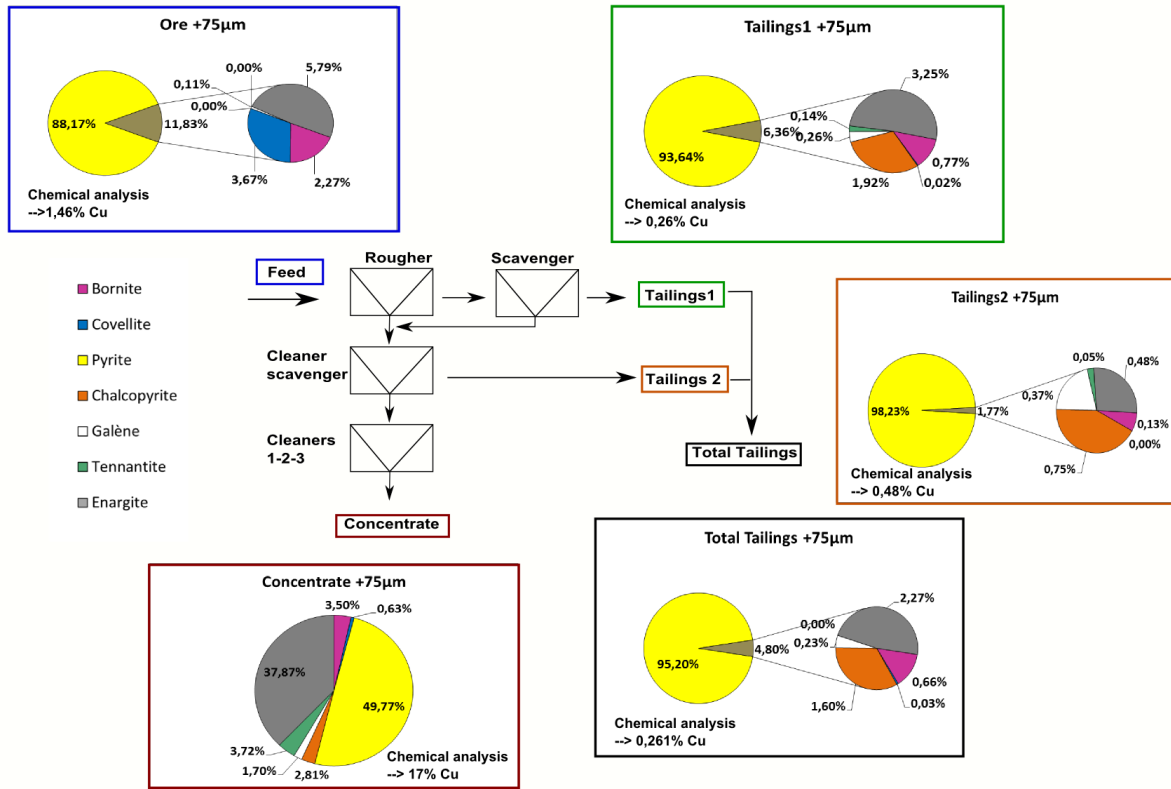 Ore +75µm
0,00%
5,79%
0,11%
0,00%
88,17%
11,83%
3,67%
2,27%
Chemical analysis
-->1,46% Cu
Tailings1 +75µm
3,25%
0,14%
6,36%
0,26%
93,64%
0,77%
1,92%
0,02%
Chemical analysis
--> 0,26% Cu
Feed
Rougher
Scavenger
Tailings1
Cleaner
scavenger
Tailings 2
Cleaners
1-2-3
Total Tailings
Concentrate
Bornite
Covellite
Pyrite
Chalcopyrite
Galène
Tennantite
Enargite
Tailings2 +75µm
0,05%
0,48%
0,37%
98,23%
1,77%
0,13%
0,00%
0,75%
Chemical analysis
--> 0,48% Cu
Total Tailings +75µm
2,27%
0,00%
0,23%
4,80%
95,20%
0,66%
1,60%
0,03%
Chemical analysis
--> 0,261% Cu
Concentrate +75µm
3,50%
0,63%
37,87%
49,77%
3,72%
1,70%
2,81%
Chemical analysis
--> 17% Cu